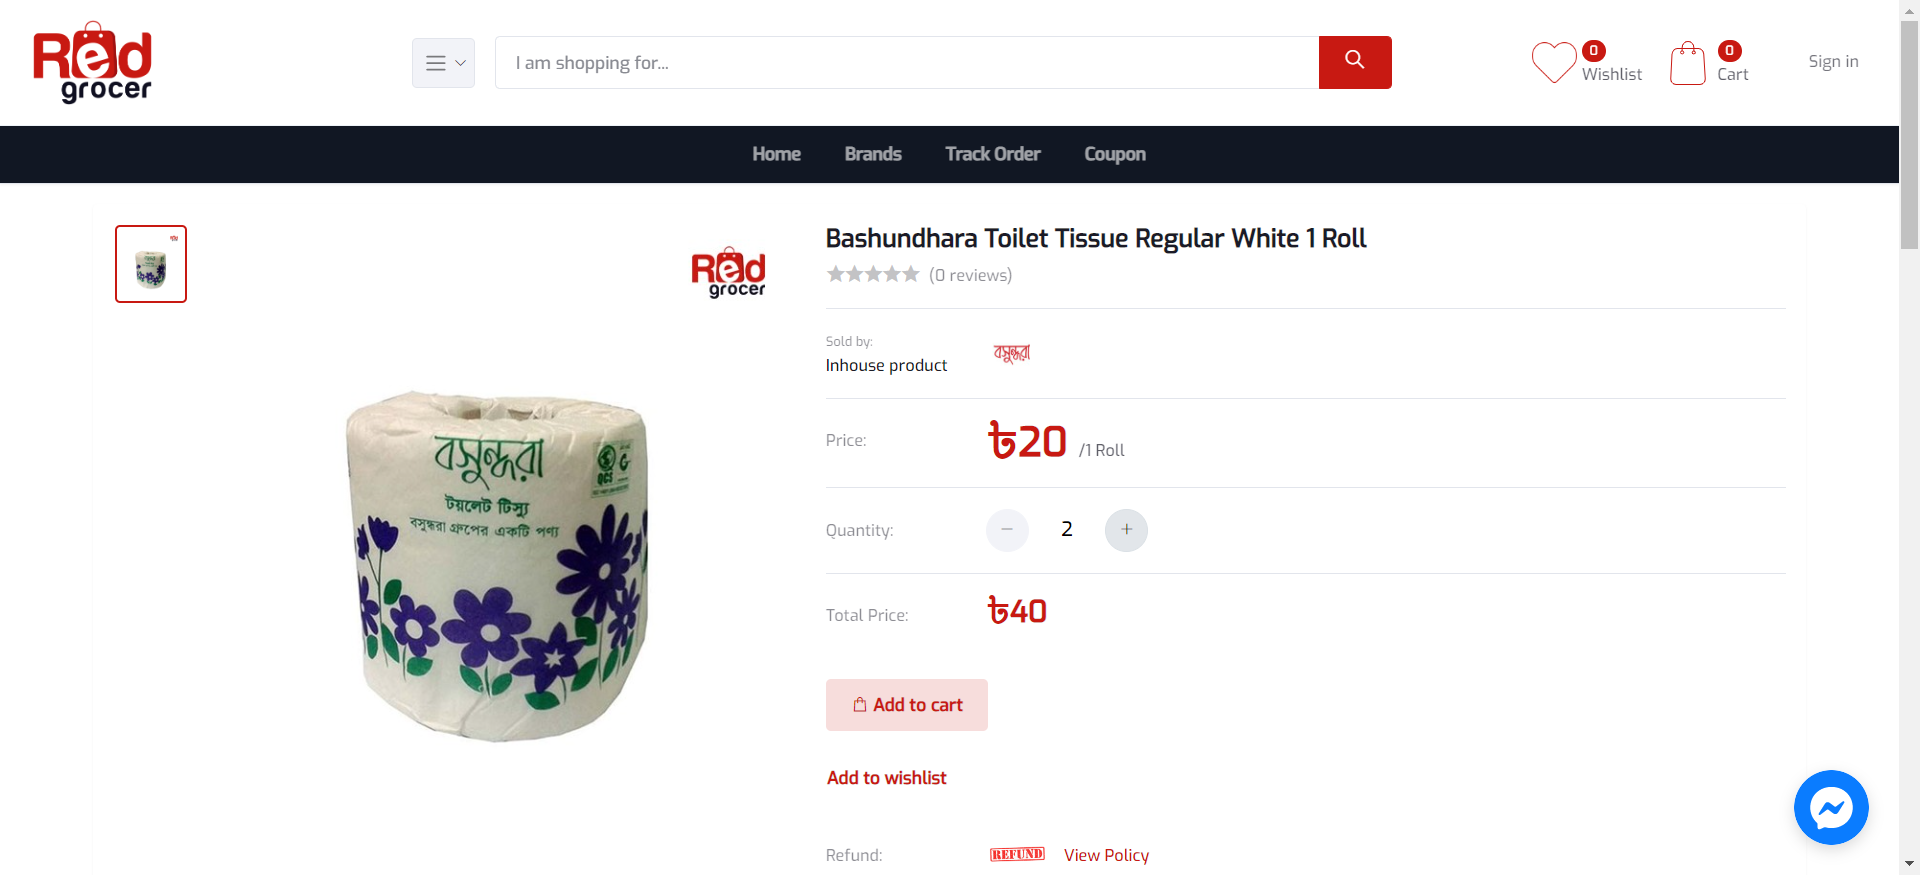 Red
grocer
I am shopping for...
0
Wishlist
0
Cart
Sign in
Home
Brands
Track Order
Coupon
Red
grocer
বসুন্ধরা
QCS
টয়লেট টিস্যু
বসুন্ধরা গ্রুপের একটি পণ্য
Bashundhara Toilet Tissue Regular White 1 Roll
(0 reviews)
Sold by:
Inhouse product
বসুন্ধরা
Price:
৳20 /1 Roll
Quantity:
− 2 +
Total Price:
৳40
Add to cart
Add to wishlist
Refund:
REFUND
View Policy